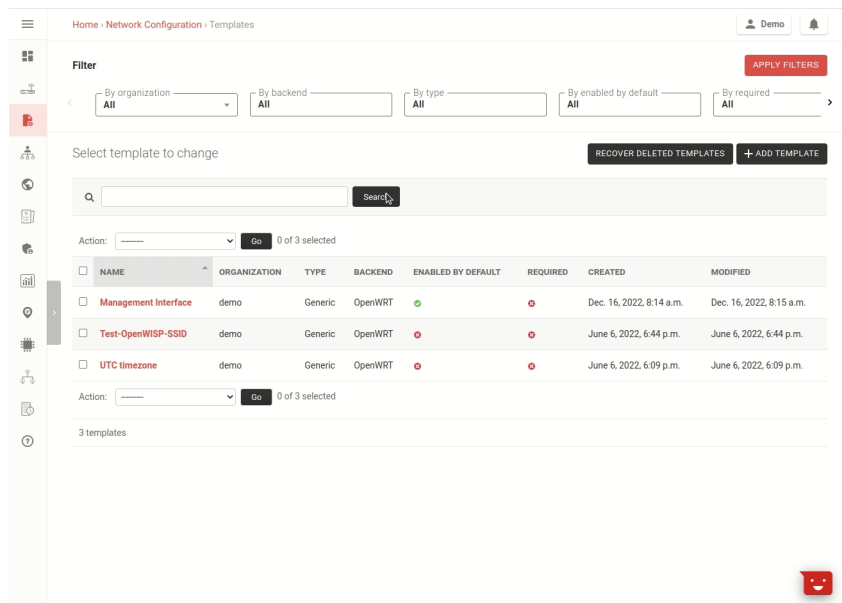 Home › Network Configuration › Templates
Demo
Filter
APPLY FILTERS
By organization
All
By backend
All
By type
All
By enabled by default
All
By required
All
Select template to change
RECOVER DELETED TEMPLATES
+ ADD TEMPLATE
Search
Action: ---------
Go
0 of 3 selected
NAME ORGANIZATION TYPE BACKEND ENABLED BY DEFAULT REQUIRED CREATED MODIFIED
Management Interface demo Generic OpenWRT Dec. 16, 2022, 8:14 a.m. Dec. 16, 2022, 8:15 a.m.
Test-OpenWISP-SSID demo Generic OpenWRT June 6, 2022, 6:44 p.m. June 6, 2022, 6:44 p.m.
UTC timezone demo Generic OpenWRT June 6, 2022, 6:09 p.m. June 6, 2022, 6:09 p.m.
Action: ---------
Go
0 of 3 selected
3 templates